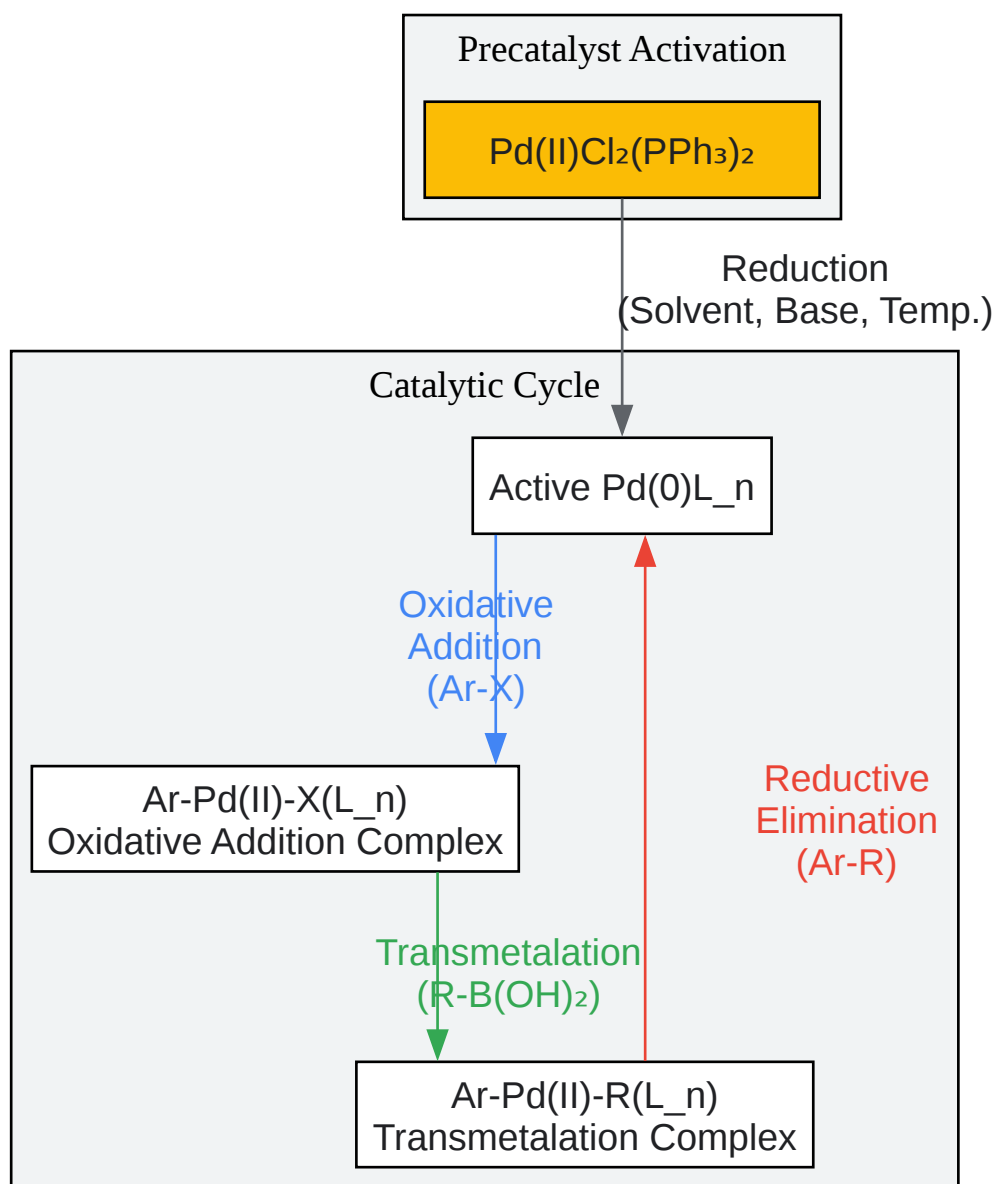 Precatalyst Activation
Pd(II)Cl₂(PPh₃)₂
Reduction
(Solvent, Base, Temp.)
Catalytic Cycle
Active Pd(0)L_n
Oxidative
Addition
(Ar-X)
Ar-Pd(II)-X(L_n)
Oxidative Addition Complex
Reductive
Elimination
(Ar-R)
Transmetalation
(R-B(OH)₂)
Ar-Pd(II)-R(L_n)
Transmetalation Complex